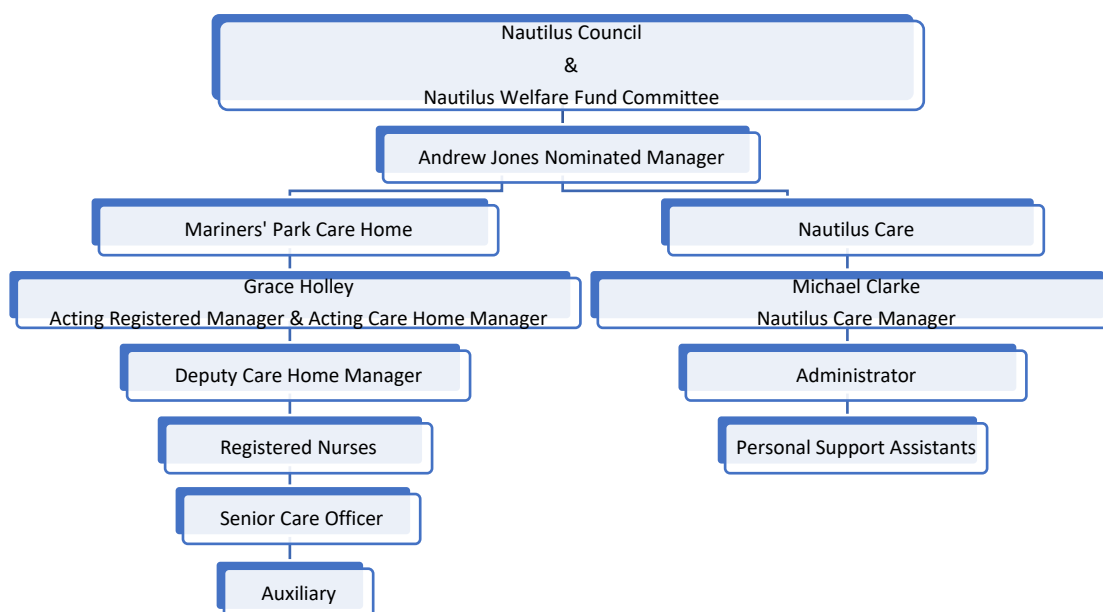 Nautilus Council
&
Nautilus Welfare Fund Committee
Andrew Jones Nominated Manager
Mariners' Park Care Home
Nautilus Care
Grace Holley
Acting Registered Manager & Acting Care Home Manager
Michael Clarke
Nautilus Care Manager
Deputy Care Home Manager
Administrator
Registered Nurses
Personal Support Assistants
Senior Care Officer
Auxiliary